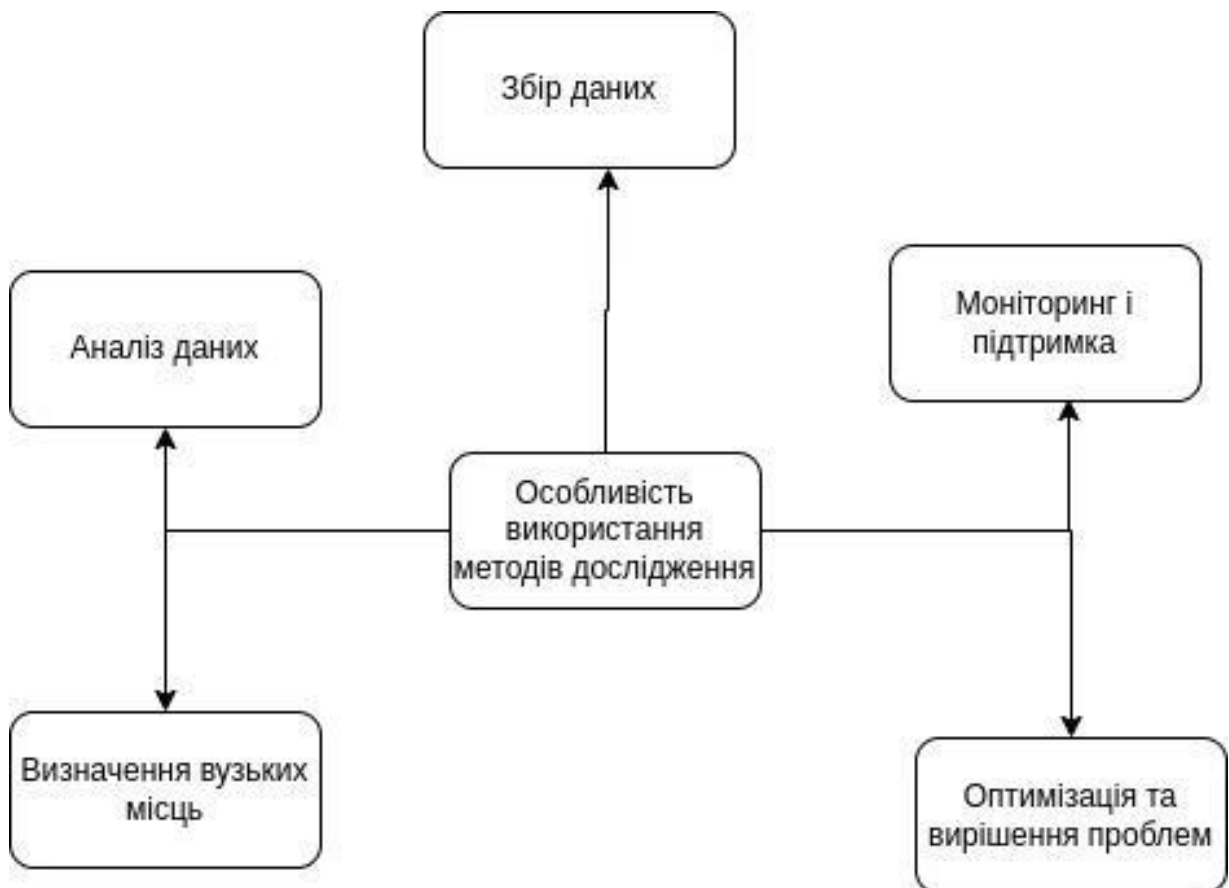 Збір даних
Моніторинг і
підтримка
Аналіз даних
Особливість
використання
методів дослідження
Визначення вузьких
місць
Оптимізація та
вирішення проблем